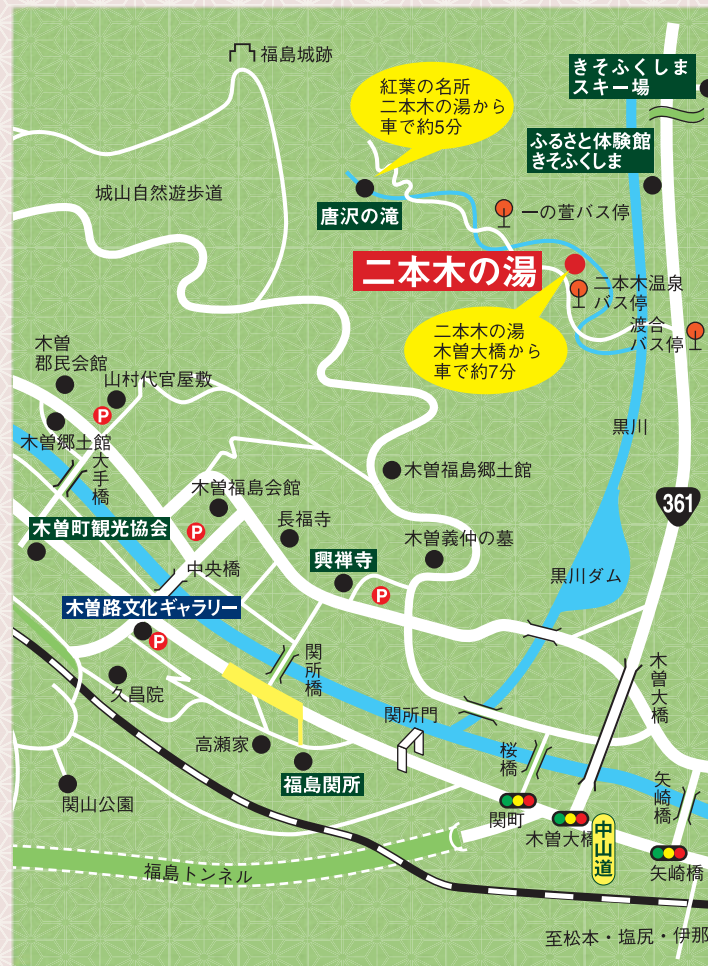 福島城跡
紅葉の名所
二本木の湯から
車で約5分
きそふくしま
スキー場
ふるさと体験館
きそふくしま
城山自然遊歩道
唐沢の滝
一の萱バス停
二本木の湯
二本木温泉
バス停
渡合
バス停
二本木の湯
木曽大橋から
車で約7分
木曽
郡民会館
山村代官屋敷
P
木曽郷土館
大手橋
黒川
木曽福島郷土館
木曽福島会館
361
長福寺
木曽町観光協会
P
木曽義仲の墓
興禅寺
中央橋
黒川ダム
P
木曽路文化ギャラリー
P
関所橋
木曽大橋
久昌院
関所門
高瀬家
桜橋
福島関所
矢崎橋
関山公園
関町
木曽大橋
中山道
矢崎橋
福島トンネル
至松本・塩尻・伊那